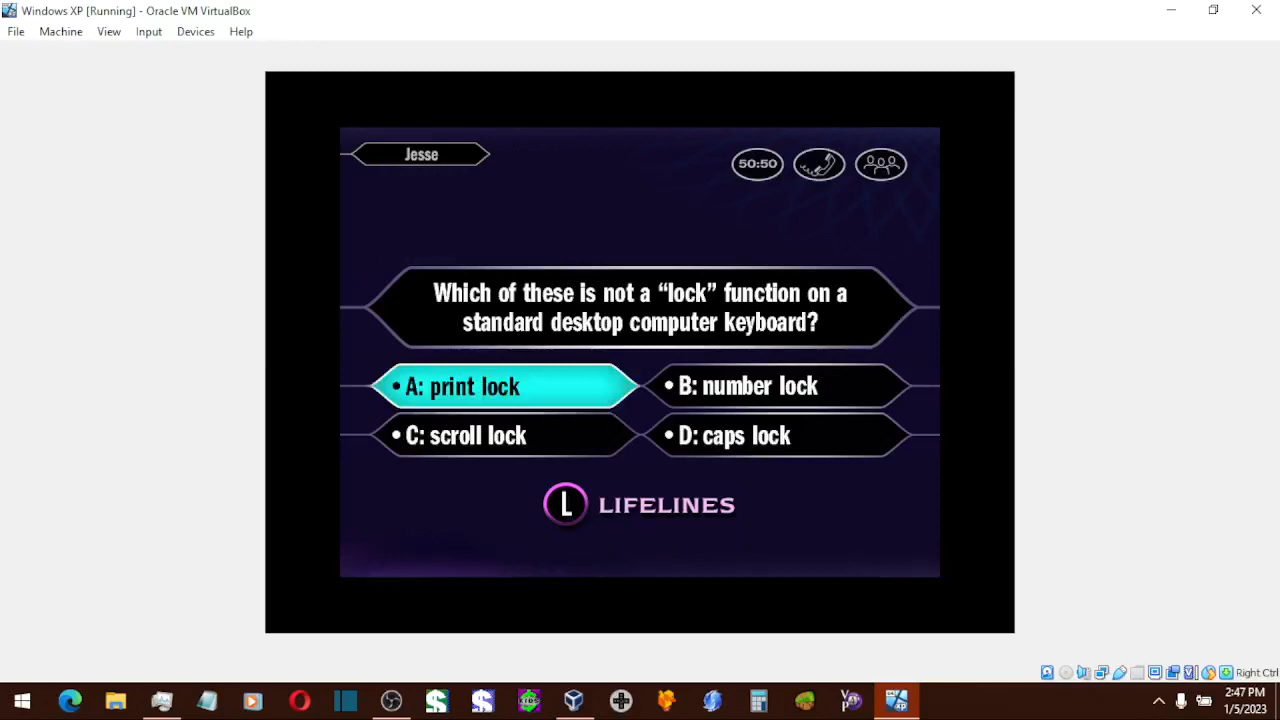 Windows XP [Running] - Oracle VM VirtualBox
File Machine View Input Devices Help
Jesse
50:50
Which of these is not a “lock” function on a
standard desktop computer keyboard?
• A: print lock
• B: number lock
• C: scroll lock
• D: caps lock
L LIFELINES
Right Ctrl
2:47 PM
1/5/2023